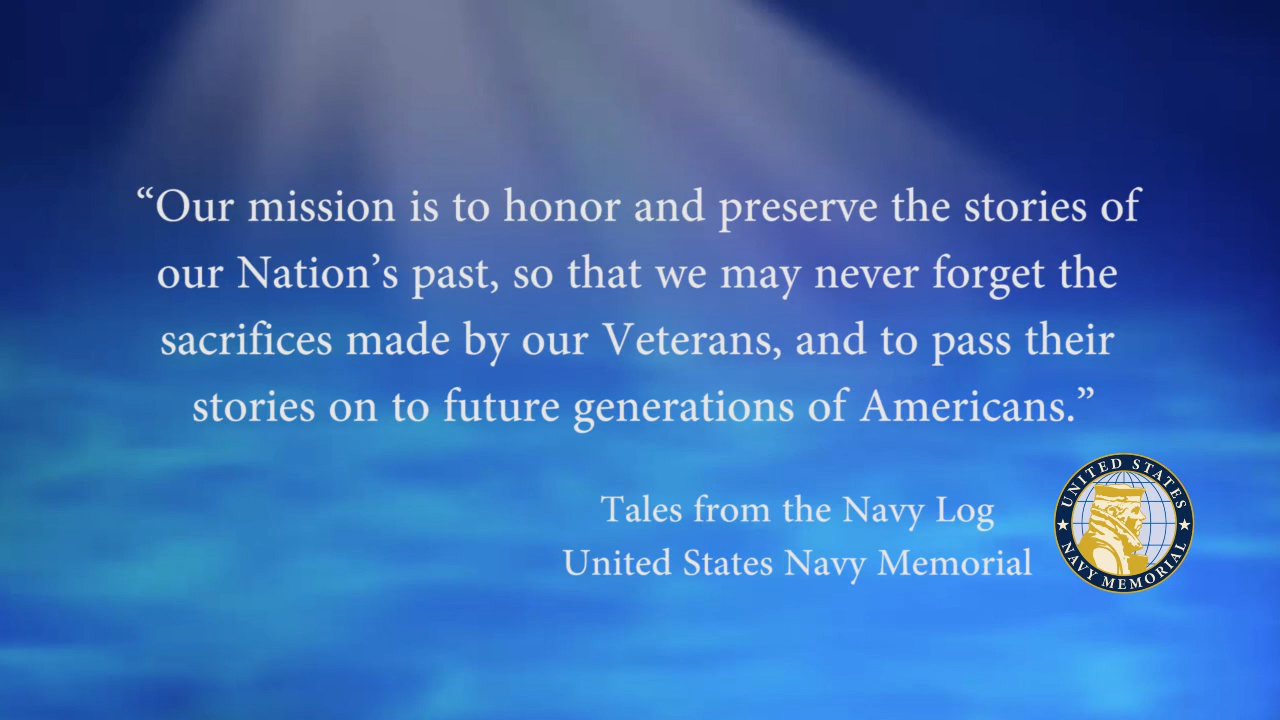 “Our mission is to honor and preserve the stories of
our Nation’s past, so that we may never forget the
sacrifices made by our Veterans, and to pass their
stories on to future generations of Americans.”
Tales from the Navy Log
United States Navy Memorial
UNITED STATES
NAVY MEMORIAL